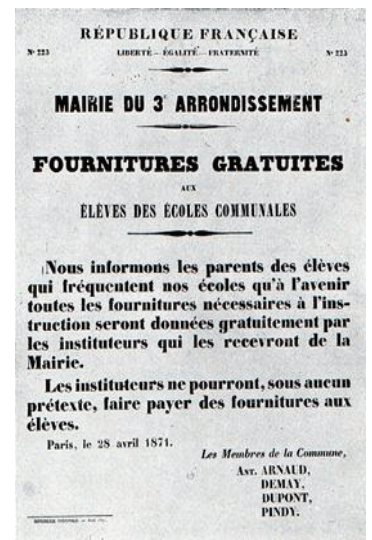 RÉPUBLIQUE FRANÇAISE
N° 223 LIBERTÉ – ÉGALITÉ – FRATERNITÉ N° 223
MAIRIE DU 3e ARRONDISSEMENT
FOURNITURES GRATUITES
AUX
ÉLÈVES DES ÉCOLES COMMUNALES
Nous informons les parents des élèves
qui fréquentent nos écoles qu'à l'avenir
toutes les fournitures nécessaires à l'ins-
truction seront données gratuitement par
les instituteurs qui les recevront de la
Mairie.
Les instituteurs ne pourront, sous aucun
prétexte, faire payer des fournitures aux
élèves.
Paris, le 28 avril 1871.
Les Membres de la Commune,
Ant. ARNAUD,
DEMAY,
DUPONT,
PINDY.